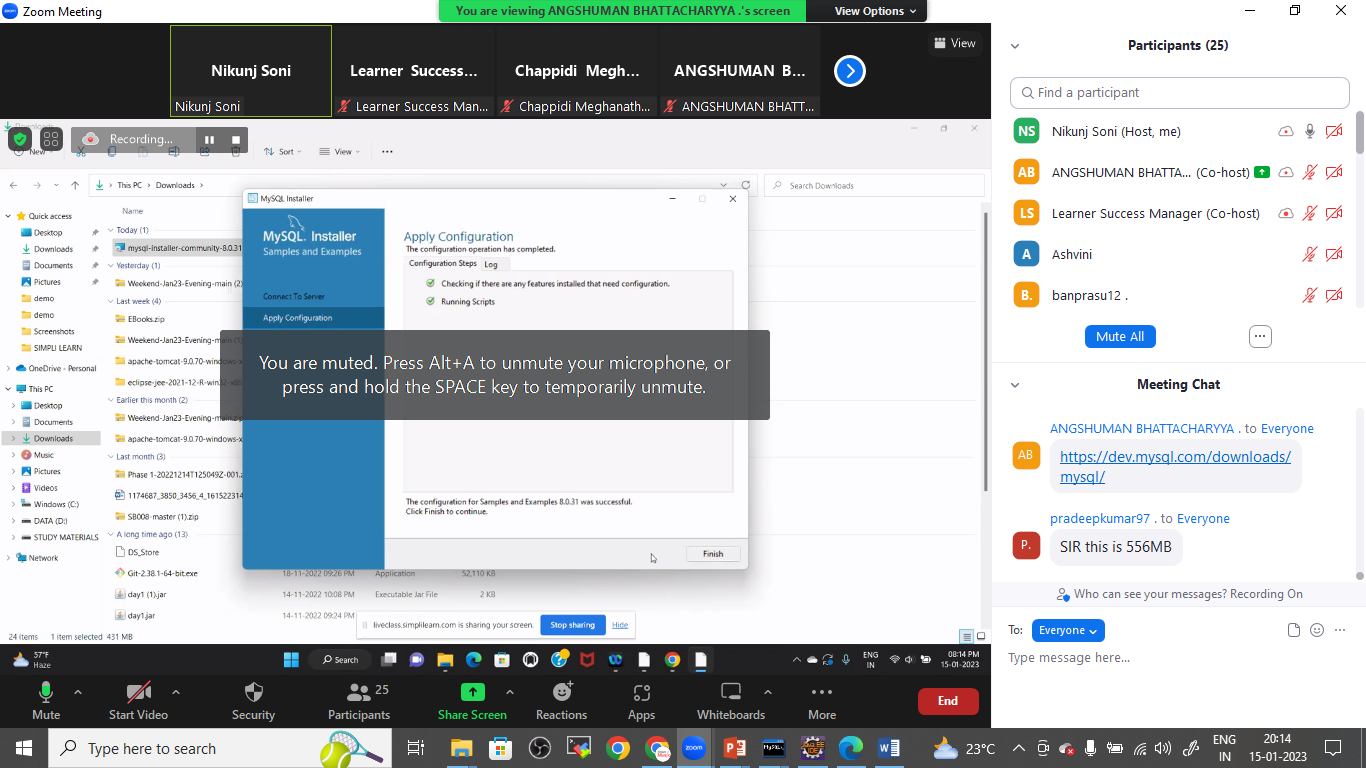 Zoom Meeting
You are viewing ANGSHUMAN BHATTACHARYYA .'s screen
View Options
Nikunj Soni
Learner Success...
Chappidi Megh...
ANGSHUMAN B...
View
Nikunj Soni
Learner Success Man...
Chappidi Meghanath...
ANGSHUMAN BHATT...
Recording...
New
Sort
View
This PC
Downloads
Search Downloads
Name
Quick access
Desktop
Downloads
Documents
Pictures
demo
demo
Screenshots
SIMPLI LEARN
OneDrive - Personal
This PC
Desktop
Documents
Downloads
Music
Pictures
Videos
Windows (C:)
DATA (D:)
STUDY MATERIALS
Network
Today (1)
mysql-installer-community-8.0.31
Yesterday (1)
Weekend-Jan23-Evening-main (2)
Last week (4)
EBooks.zip
Weekend-Jan23-Evening-main (1
apache-tomcat-9.0.70-windows-x
eclipse-jee-2021-12-R-win32-x8
Earlier this month (2)
Weekend-Jan23-Evening-main.zip
apache-tomcat-9.0.70-windows-x
Last month (3)
Phase 1-20221214T125049Z-001.z
1174687_3850_3456_4_161522314
SB008-master (1).zip
A long time ago (13)
DS_Store
Git-2.38.1-64-bit.exe
18-11-2022 09:26 PM
Application
52,110 KB
day1 (1).jar
14-11-2022 10:08 PM
Executable Jar File
2 KB
day1.jar
14-11-2022 09:24 PM
24 items
1 item selected 431 MB
MySQL Installer
MySQL. Installer
Samples and Examples
Connect To Server
Apply Configuration
Apply Configuration
The configuration operation has completed.
Configuration Steps
Log
Checking if there are any features installed that need configuration.
Running Scripts
You are muted. Press Alt+A to unmute your microphone, or
press and hold the SPACE key to temporarily unmute.
The configuration for Samples and Examples 8.0.31 was successful.
Click Finish to continue.
Finish
liveclass.simplilearn.com is sharing your screen.
Stop sharing
Hide
57°F
Haze
Search
ENG
IN
08:14 PM
15-01-2023
Mute
Start Video
Security
25
Participants
Share Screen
Reactions
Apps
Whiteboards
More
End
Participants (25)
Find a participant
NS
Nikunj Soni (Host, me)
AB
ANGSHUMAN BHATTA... (Co-host)
LS
Learner Success Manager (Co-host)
A
Ashvini
B.
banprasu12 .
Mute All
Meeting Chat
ANGSHUMAN BHATTACHARYYA . to Everyone
AB
https://dev.mysql.com/downloads/
mysql/
pradeepkumar97 . to Everyone
P.
SIR this is 556MB
Who can see your messages? Recording On
To:
Everyone
Type message here...
Type here to search
zoom
23°C
ENG
IN
20:14
15-01-2023